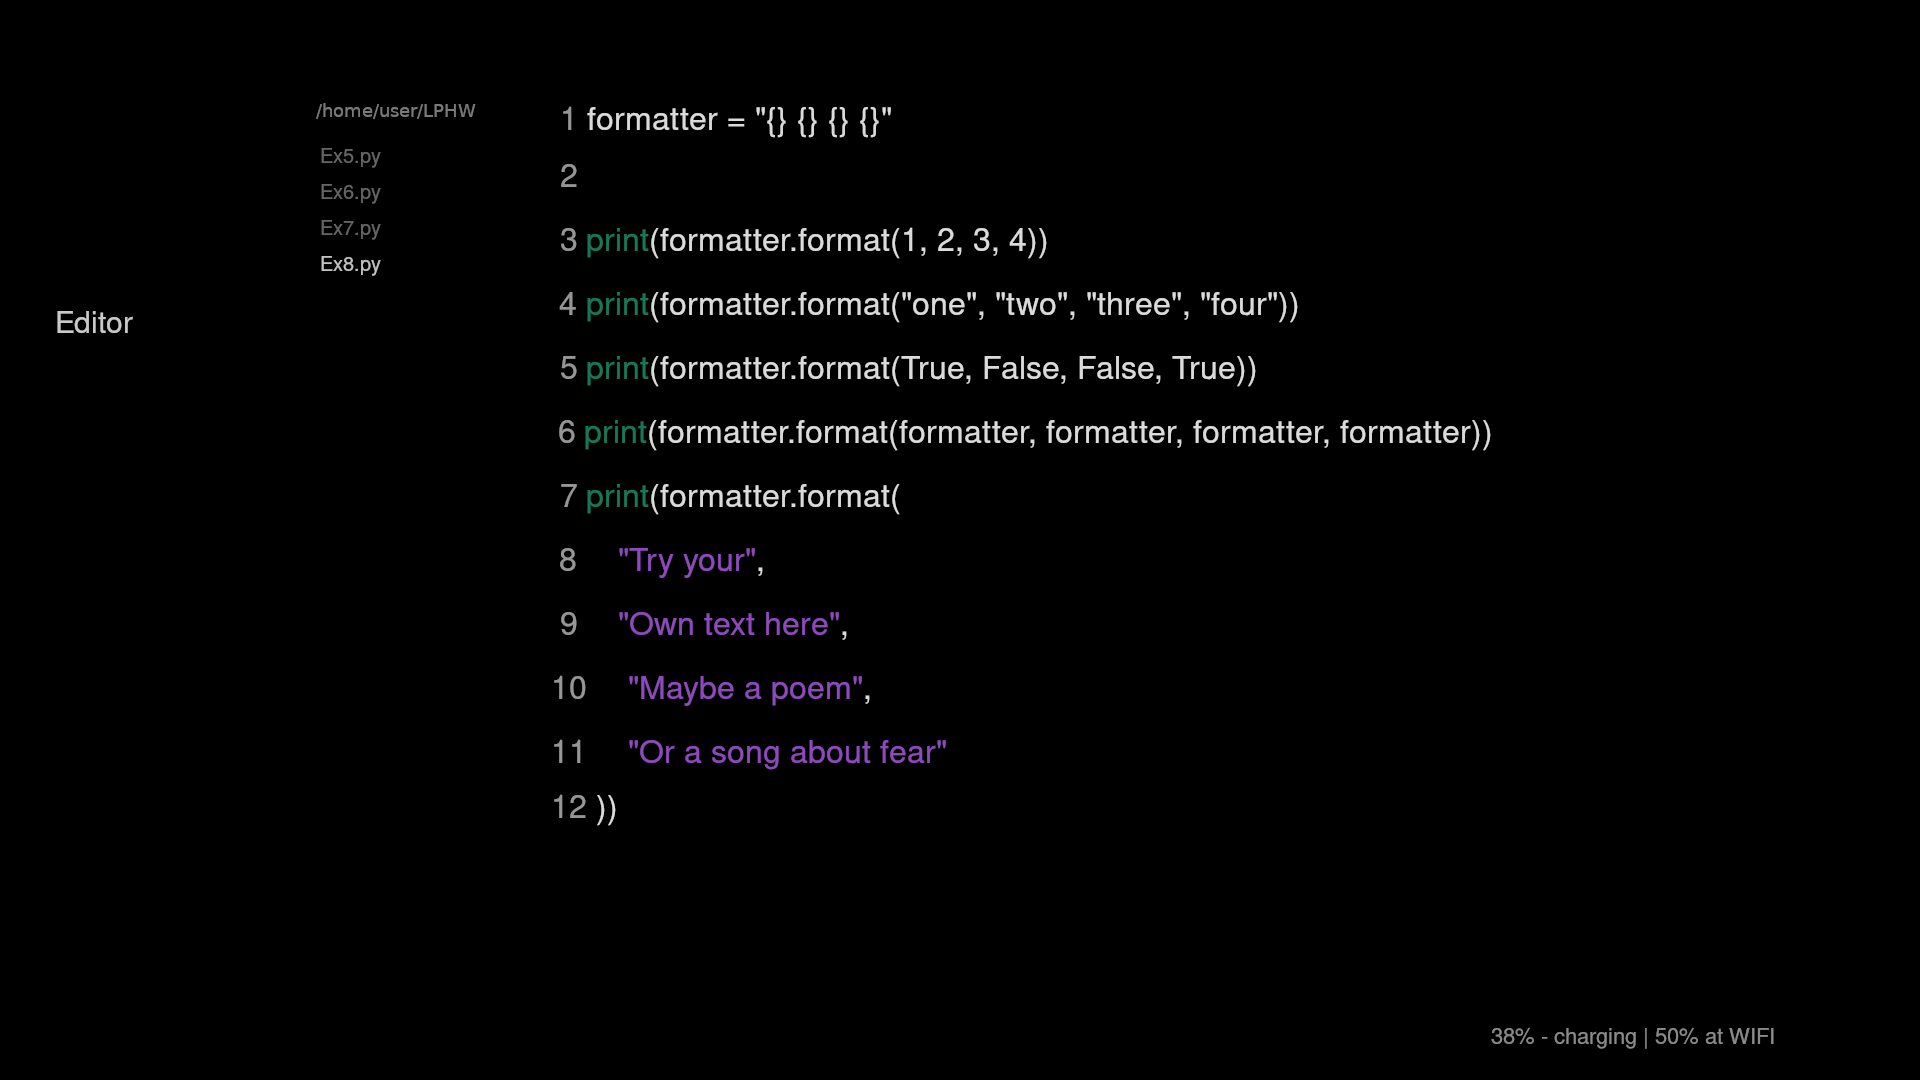 /home/user/LPHW
Ex5.py
Ex6.py
Ex7.py
Ex8.py
Editor
1 formatter = "{} {} {} {}"
2
3 print(formatter.format(1, 2, 3, 4))
4 print(formatter.format("one", "two", "three", "four"))
5 print(formatter.format(True, False, False, True))
6 print(formatter.format(formatter, formatter, formatter, formatter))
7 print(formatter.format(
8     "Try your",
9     "Own text here",
10     "Maybe a poem",
11     "Or a song about fear"
12 ))
38% - charging | 50% at WIFI